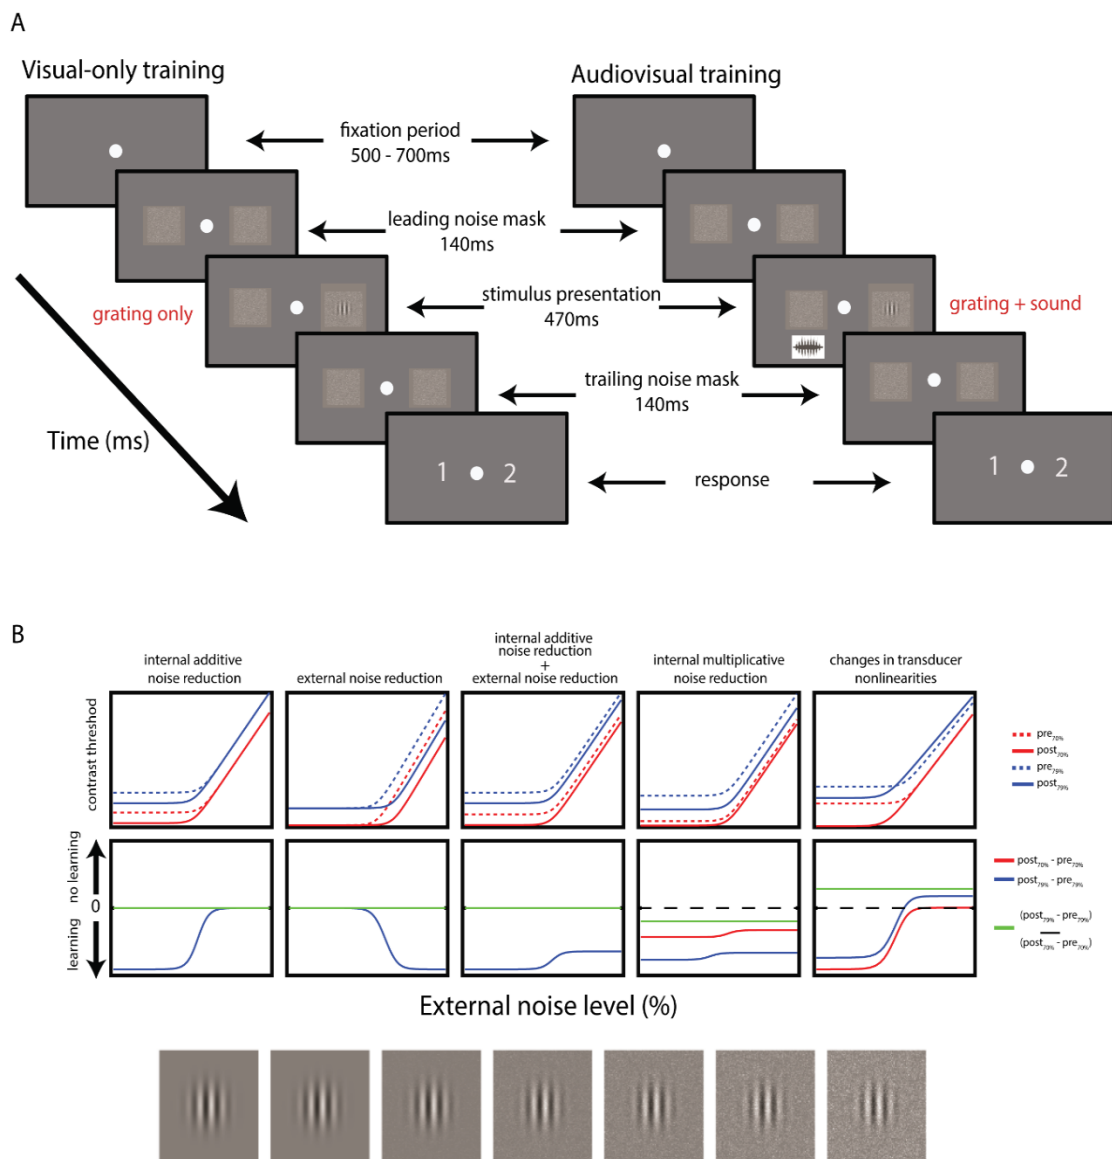 A
Visual-only training
Audiovisual training
fixation period
500 - 700ms
leading noise mask
140ms
grating only
stimulus presentation
470ms
grating + sound
trailing noise mask
140ms
Time (ms)
1 2
response
1 2
B
internal additive
noise reduction
external noise reduction
internal additive
noise reduction
+
external noise reduction
internal multiplicative
noise reduction
changes in transducer
nonlinearities
contrast threshod
pre70%
post70%
pre79%
post79%
no learning
0
learning
post70% - pre70%
post79% - pre79%
(post79% - pre79%)
(post70% - pre70%)
External noise level (%)